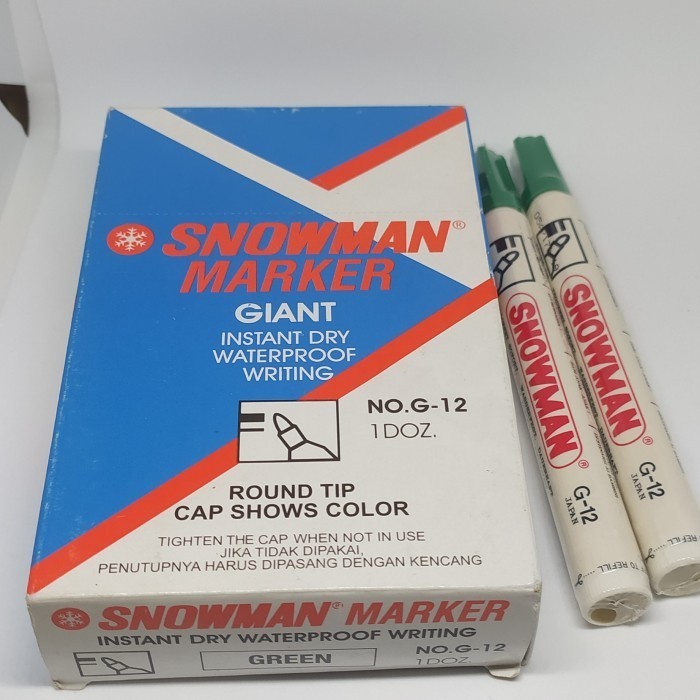 SNOWMAN®
MARKER
GIANT
INSTANT DRY
WATERPROOF
WRITING
NO.G-12
1DOZ.
ROUND TIP
CAP SHOWS COLOR
TIGHTEN THE CAP WHEN NOT IN USE
JIKA TIDAK DIPAKAI,
PENUTUPNYA HARUS DIPASANG DENGAN KENCANG
SNOWMAN® MARKER
INSTANT DRY WATERPROOF WRITING
GREEN
NO.G-12
1DOZ.
SNOWMAN®
G-12
JAPAN
SNOWMAN®
G-12
JAPAN
TO REFILL